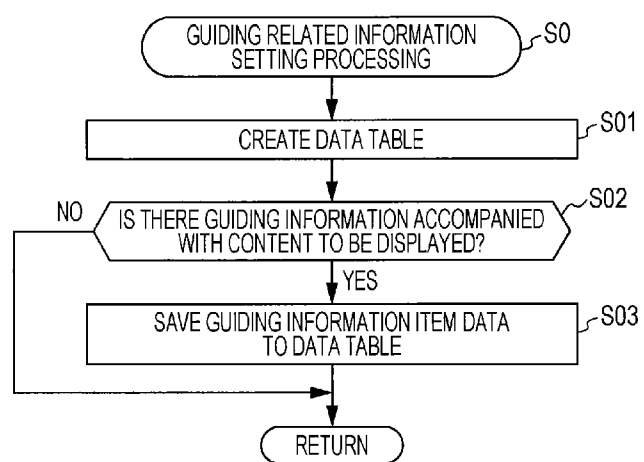 GUIDING RELATED INFORMATION
SETTING PROCESSING
S0
CREATE DATA TABLE
S01
NO
IS THERE GUIDING INFORMATION ACCOMPANIED
WITH CONTENT TO BE DISPLAYED?
S02
YES
SAVE GUIDING INFORMATION ITEM DATA
TO DATA TABLE
S03
RETURN